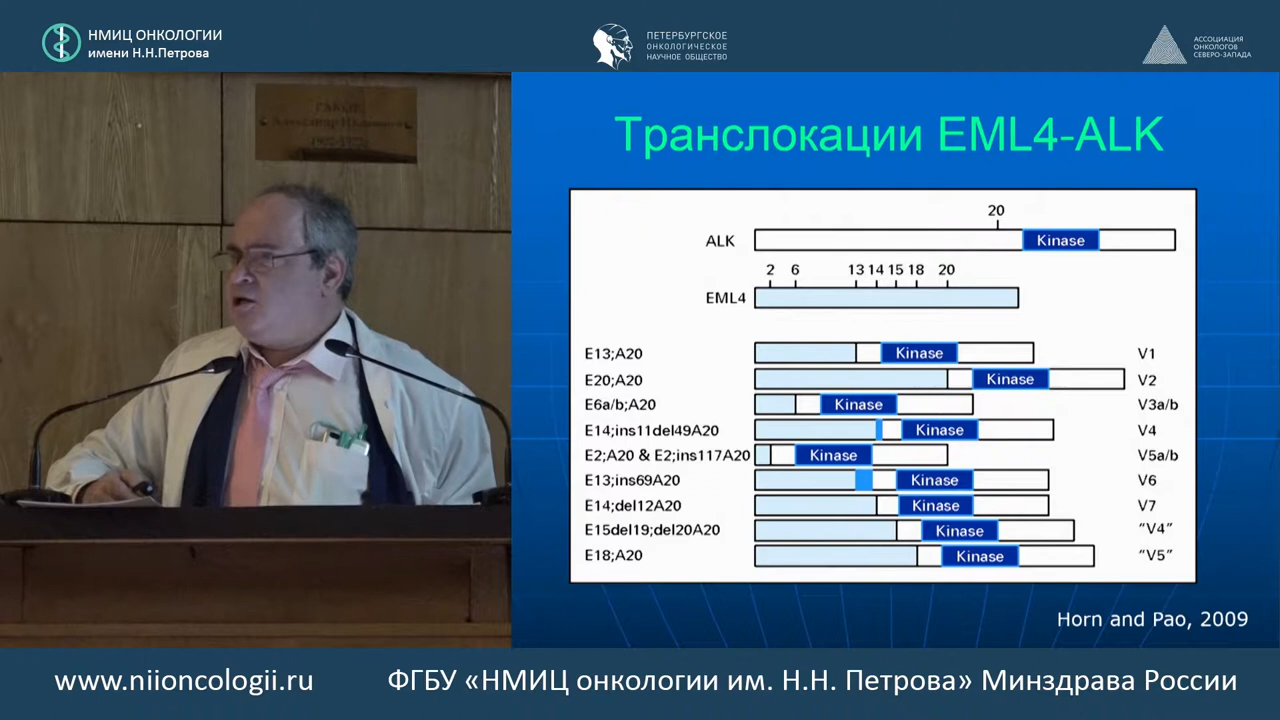 НМИЦ ОНКОЛОГИИ
имени Н.Н.Петрова
ПЕТЕРБУРГСКОЕ
ОНКОЛОГИЧЕСКОЕ
НАУЧНОЕ ОБЩЕСТВО
АССОЦИАЦИЯ
ОНКОЛОГОВ
СЕВЕРО-ЗАПАДА
Транслокации EML4-ALK
20
ALK Kinase
2 6 13 14 15 18 20
EML4
E13;A20 Kinase V1
E20;A20 Kinase V2
E6a/b;A20 Kinase V3a/b
E14;ins11del49A20 Kinase V4
E2;A20 & E2;ins117A20 Kinase V5a/b
E13;ins69A20 Kinase V6
E14;del12A20 Kinase V7
E15del19;del20A20 Kinase “V4”
E18;A20 Kinase “V5”
Horn and Pao, 2009
www.niioncologii.ru ФГБУ «НМИЦ онкологии им. Н.Н. Петрова» Минздрава России